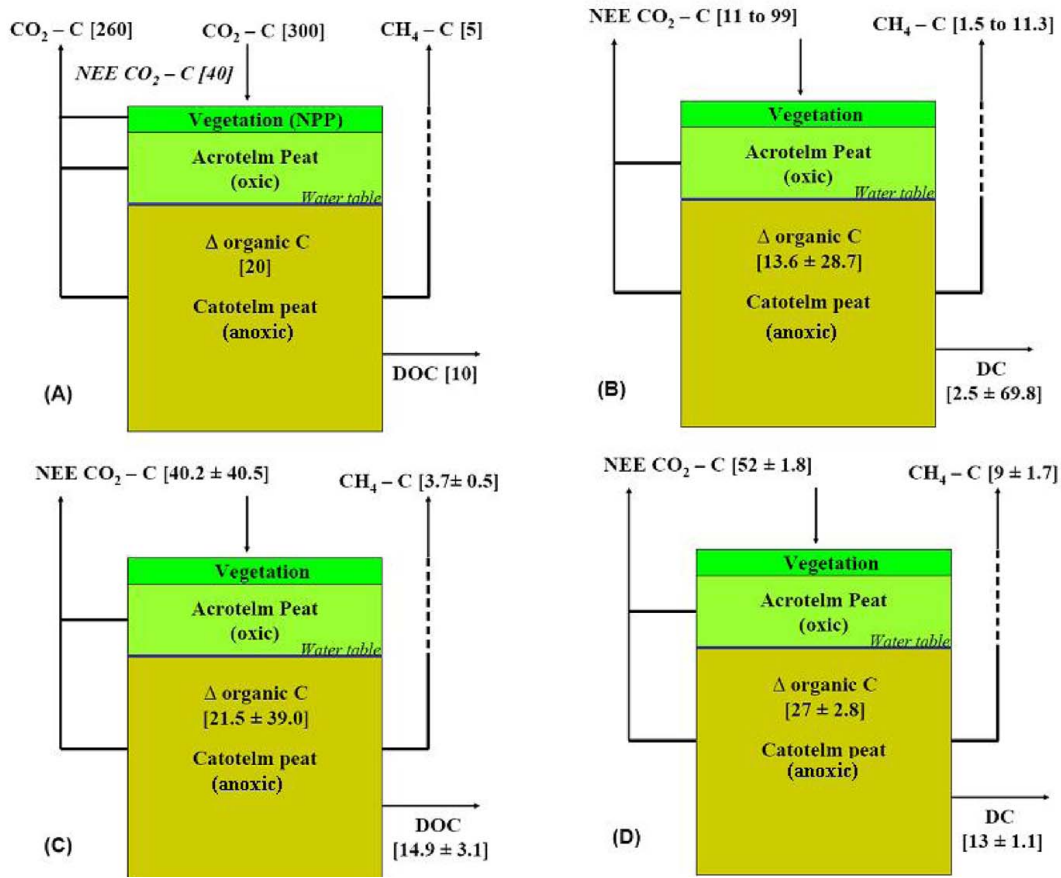 CO₂ – C [260]
CO₂ – C [300]
CH₄ – C [5]
NEE CO₂ – C [40]
Vegetation (NPP)
Acrotelm Peat
(oxic)
Water table
Δ organic C
[20]
Catotelm peat
(anoxic)
DOC [10]
(A)
NEE CO₂ – C [11 to 99]
CH₄ – C [1.5 to 11.3]
Vegetation
Acrotelm Peat
(oxic)
Water table
Δ organic C
[13.6 ± 28.7]
Catotelm peat
(anoxic)
DC
[2.5 ± 69.8]
(B)
NEE CO₂ – C [40.2 ± 40.5]
CH₄ – C [3.7± 0.5]
Vegetation
Acrotelm Peat
(oxic)
Water table
Δ organic C
[21.5 ± 39.0]
Catotelm peat
(anoxic)
DOC
[14.9 ± 3.1]
(C)
NEE CO₂ – C [52 ± 1.8]
CH₄ – C [9 ± 1.7]
Vegetation
Acrotelm Peat
(oxic)
Water table
Δ organic C
[27 ± 2.8]
Catotelm peat
(anoxic)
DC
[13 ± 1.1]
(D)